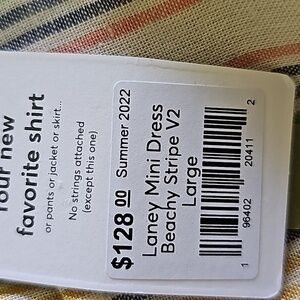 Your new
favorite shirt
or pants or jacket or skirt...
No strings attached
(except this one)
$128.00 Summer 2022
Laney Mini Dress
Beachy Stripe V2
Large
1 96402 20411 2